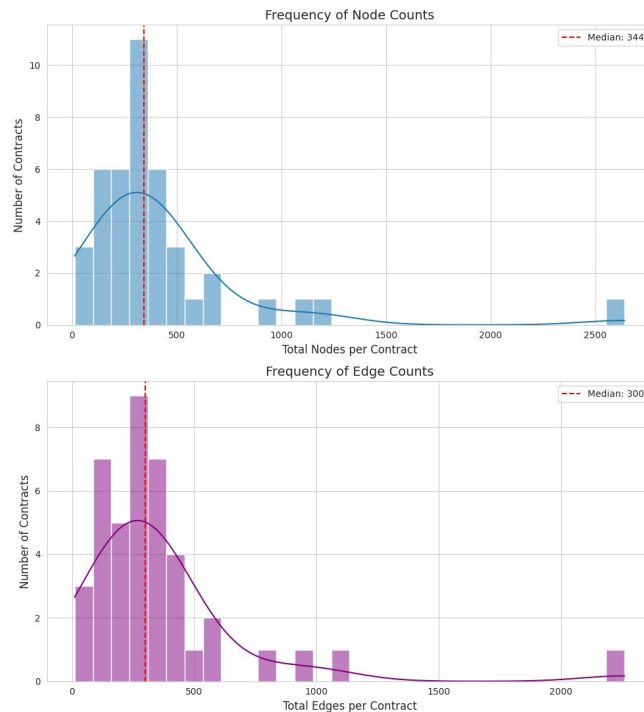 Frequency of Node Counts
Median: 344
10
8
6
4
2
0
Number of Contracts
0 500 1000 1500 2000 2500
Total Nodes per Contract
Frequency of Edge Counts
Median: 300
8
6
4
2
0
Number of Contracts
0 500 1000 1500 2000
Total Edges per Contract